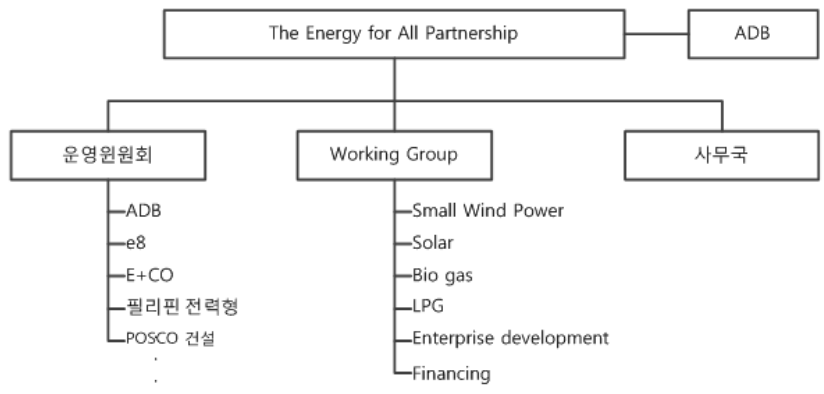 The Energy for All Partnership
ADB
운영원원회
Working Group
사무국
ADB
e8
E+CO
필리핀 전력형
POSCO 건설
.
.
Small Wind Power
Solar
Bio gas
LPG
Enterprise development
Financing